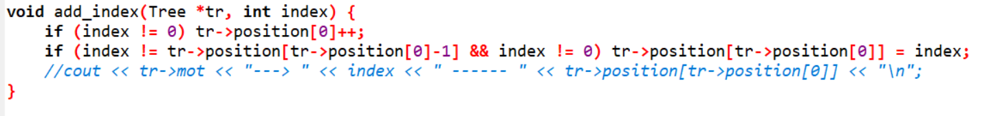 void add_index(Tree *tr, int index) {
    if (index != 0) tr->position[0]++;
    if (index != tr->position[tr->position[0]-1] && index != 0) tr->position[tr->position[0]] = index;
    //cout << tr->mot << "---> " << index << " ------ " << tr->position[tr->position[0]] << "\n";
}